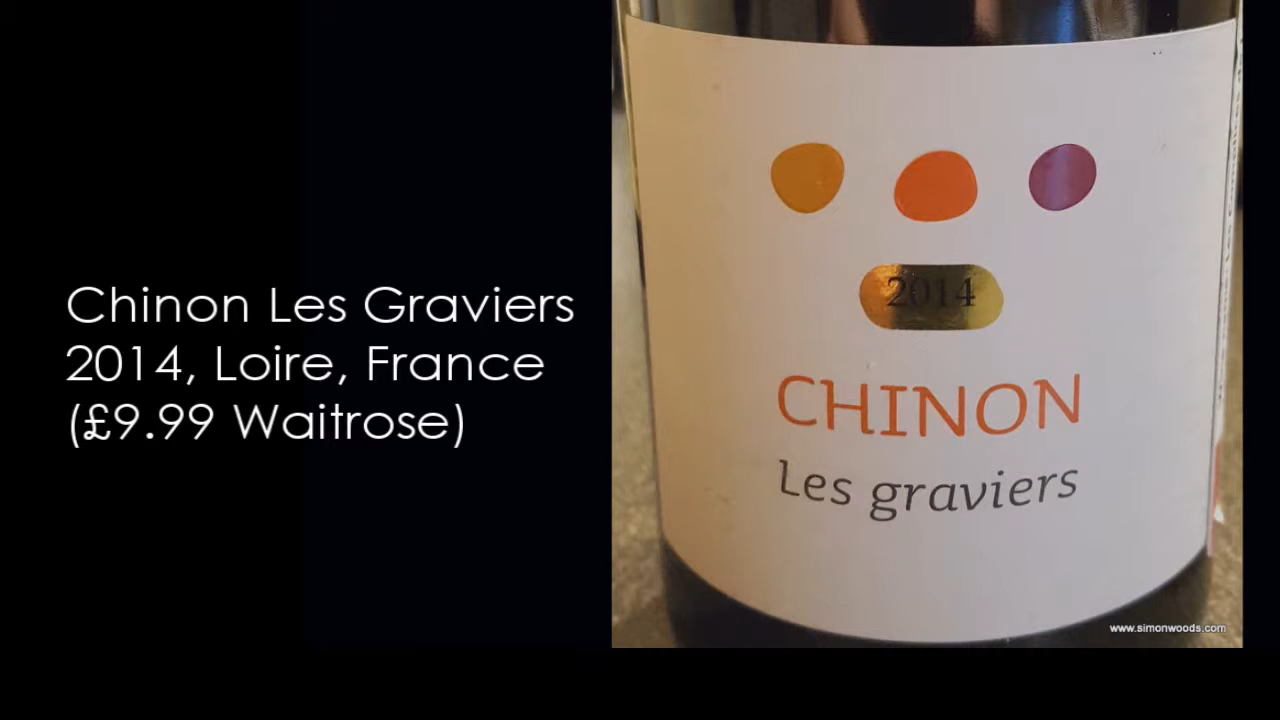 Chinon Les Graviers
2014, Loire, France
(£9.99 Waitrose)
2014
CHINON
Les graviers
www.simonwoods.com